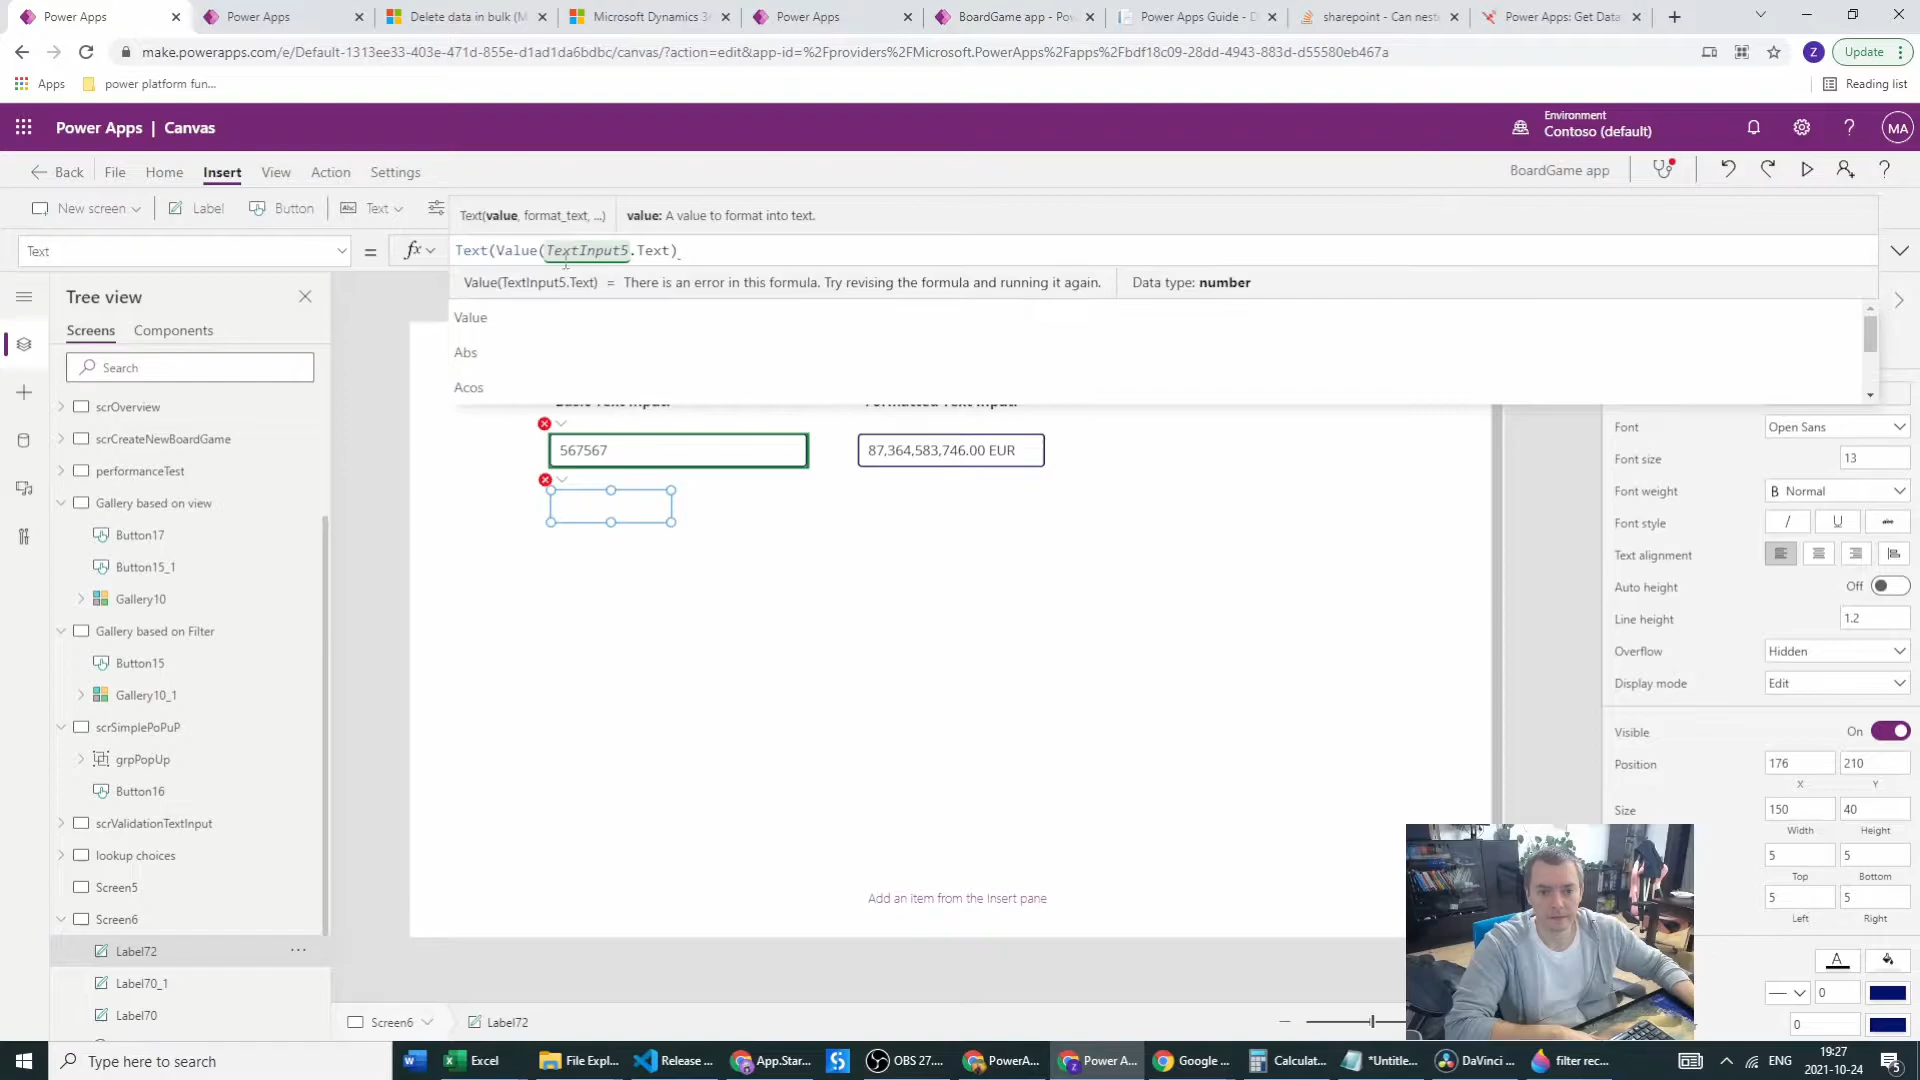 Power Apps
Power Apps
Delete data in bulk (M
Microsoft Dynamics 3
Power Apps
BoardGame app - Po
Power Apps Guide - D
sharepoint - Can nest
Power Apps: Get Data
make.powerapps.com/e/Default-1313ee33-403e-471d-855e-d1ad1da6bdbc/canvas/?action=edit&app-id=%2Fproviders%2FMicrosoft.PowerApps%2Fapps%2Fbdf18c09-28dd-4943-883d-d55580eb467a
Z
Update
Apps
power platform fun...
Reading list
Power Apps | Canvas
Environment
Contoso (default)
MA
Back
File
Home
Insert
View
Action
Settings
BoardGame app
New screen
Label
Button
Text
Text(value, format_text, ...)
value: A value to format into text.
Text
=
fx
Text(Value(TextInput5.Text)
Value(TextInput5.Text) = There is an error in this formula. Try revising the formula and running it again.
Data type: number
Value
Abs
Acos
Tree view
Screens
Components
Search
scrOverview
scrCreateNewBoardGame
performanceTest
Gallery based on view
Button17
Button15_1
Gallery10
Gallery based on Filter
Button15
Gallery10_1
scrSimplePoPuP
grpPopUp
Button16
scrValidationTextInput
lookup choices
Screen5
Screen6
Label72
Label70_1
Label70
567567
87,364,583,746.00 EUR
Add an item from the Insert pane
Screen6
Label72
Font
Open Sans
Font size
13
Font weight
B Normal
Font style
Text alignment
Auto height
Off
Line height
1.2
Overflow
Hidden
Display mode
Edit
Visible
On
Position
176
210
X
Y
Size
150
40
Width
Height
5
5
Top
Bottom
5
5
Left
Right
0
0
Type here to search
Excel
File Expl...
Release ...
App.Star...
OBS 27....
PowerA...
Power A...
Google ...
Calculat...
*Untitle...
DaVinci ...
filter rec...
ENG
19:27
2021-10-24
5